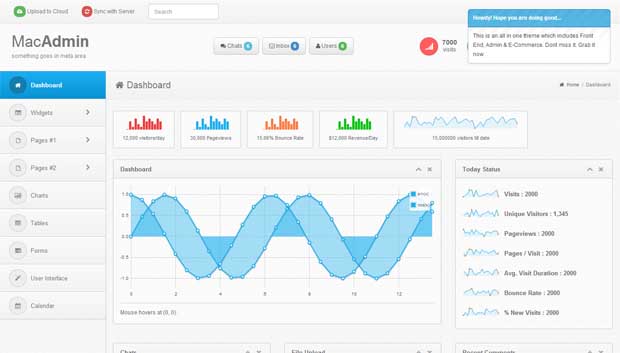 Upload to Cloud
Sync with Server
Search
MacAdmin
something goes in meta area
Chats 6
Inbox 6
Users 6
7000
visits
Howdy! Hope you are doing good...
This is an all in one theme which includes Front
End, Admin & E-Commerce. Dont miss it. Grab it
now
Dashboard
Widgets
Pages #1
Pages #2
Charts
Tables
Forms
User Interface
Calendar
Dashboard
Home / Dashboard
12,000 visitors/day
30,000 Pageviews
15.66% Bounce Rate
$12,000 Revenue/Day
15,000000 visitors till date
Dashboard
1.0
0.5
0.0
-0.5
-1.0
0 2 4 6 8 10 12
Mouse hovers at (0, 0).
Today Status
Visits : 2000
Unique Visitors : 1,345
Pageviews : 2000
Pages / Visit : 2000
Avg. Visit Duration : 2000
Bounce Rate : 2000
% New Visits : 2000
Chats
File Upload
Recent Comments